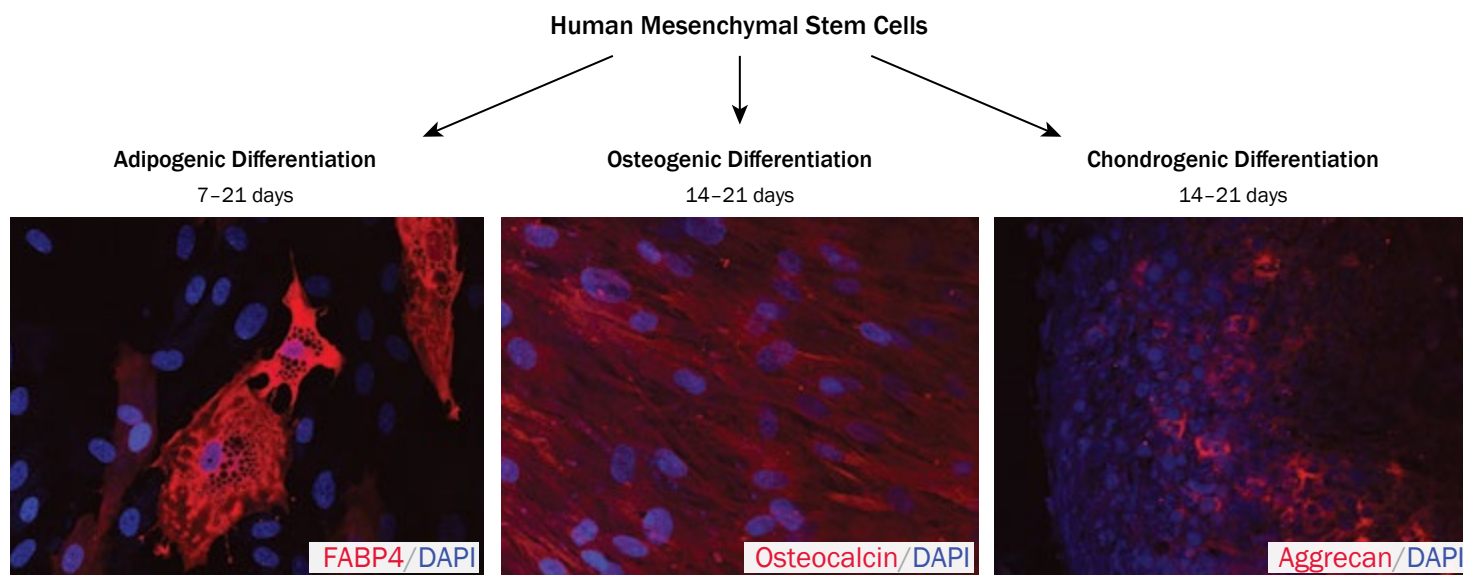 Human Mesenchymal Stem Cells
Adipogenic Differentiation
7–21 days
Osteogenic Differentiation
14–21 days
Chondrogenic Differentiation
14–21 days
FABP4/DAPI
Osteocalcin/DAPI
Aggrecan/DAPI